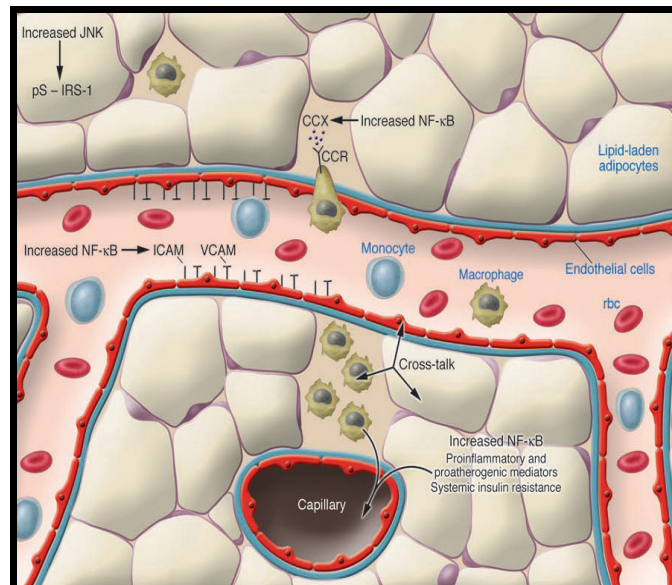 Increased JNK
pS – IRS-1
CCX
Increased NF-κB
CCR
Lipid-laden
adipocytes
Increased NF-κB
ICAM
VCAM
Monocyte
Endothelial cells
Macrophage
rbc
Cross-talk
Increased NF-κB
Proinflammatory and
proatherogenic mediators
Systemic insulin resistance
Capillary